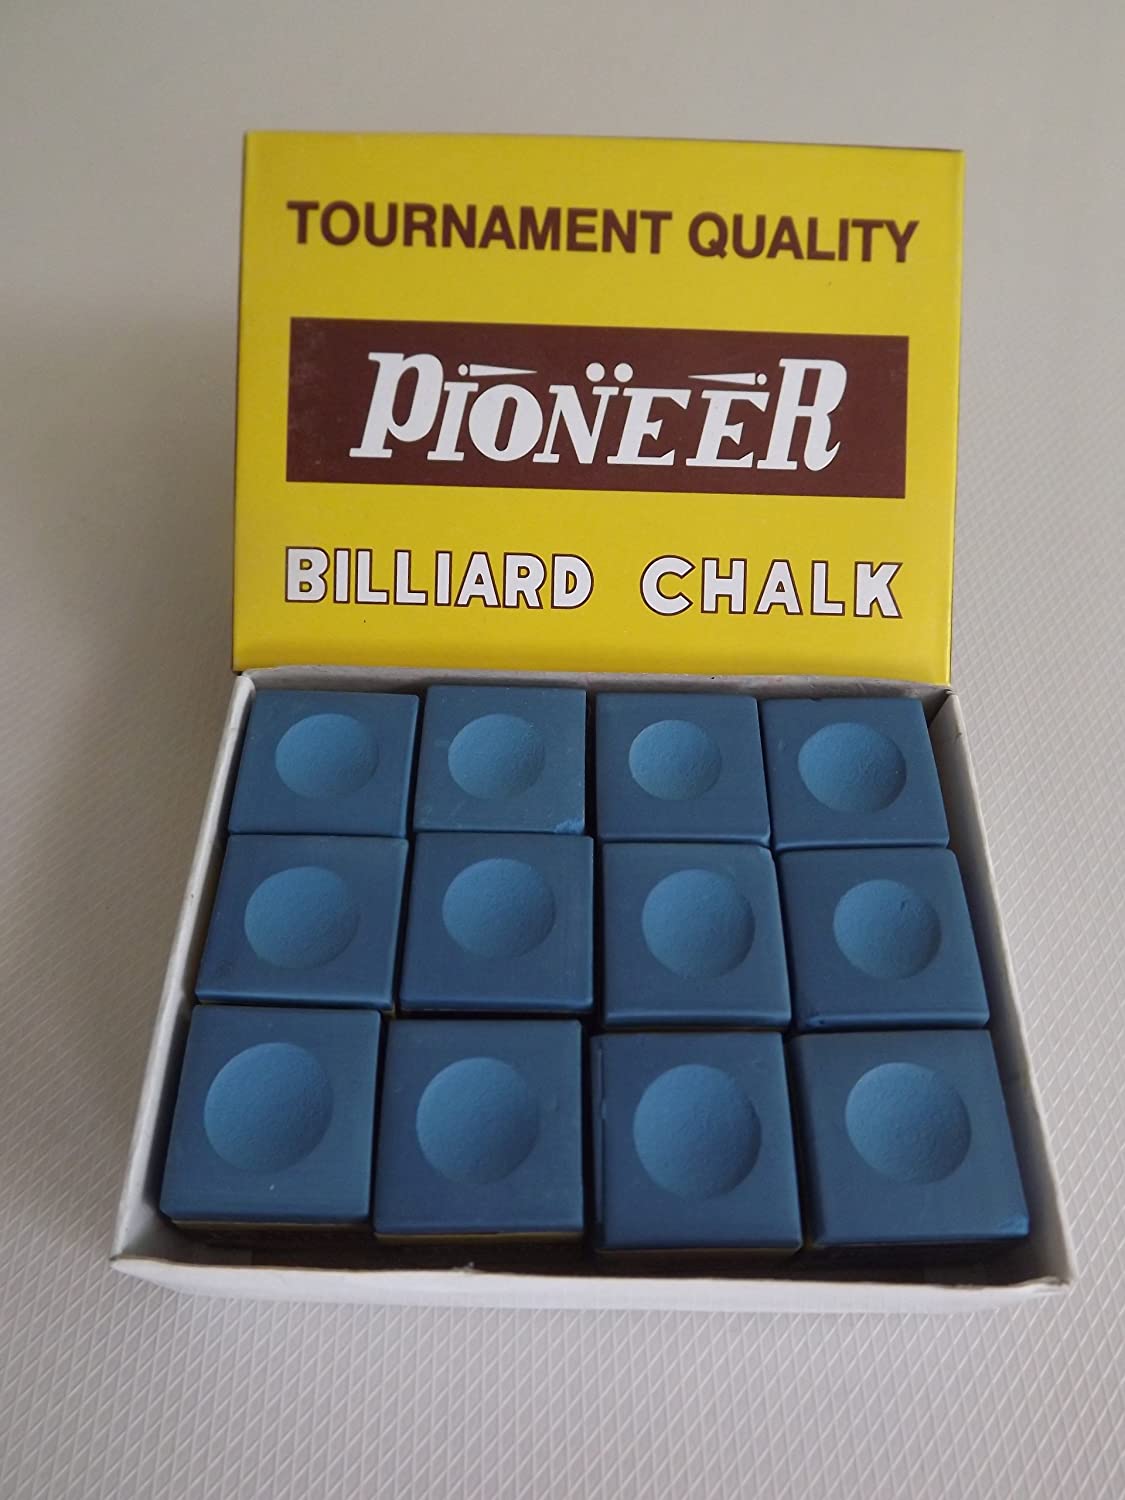 TOURNAMENT QUALITY
PIONEER
BILLIARD CHALK